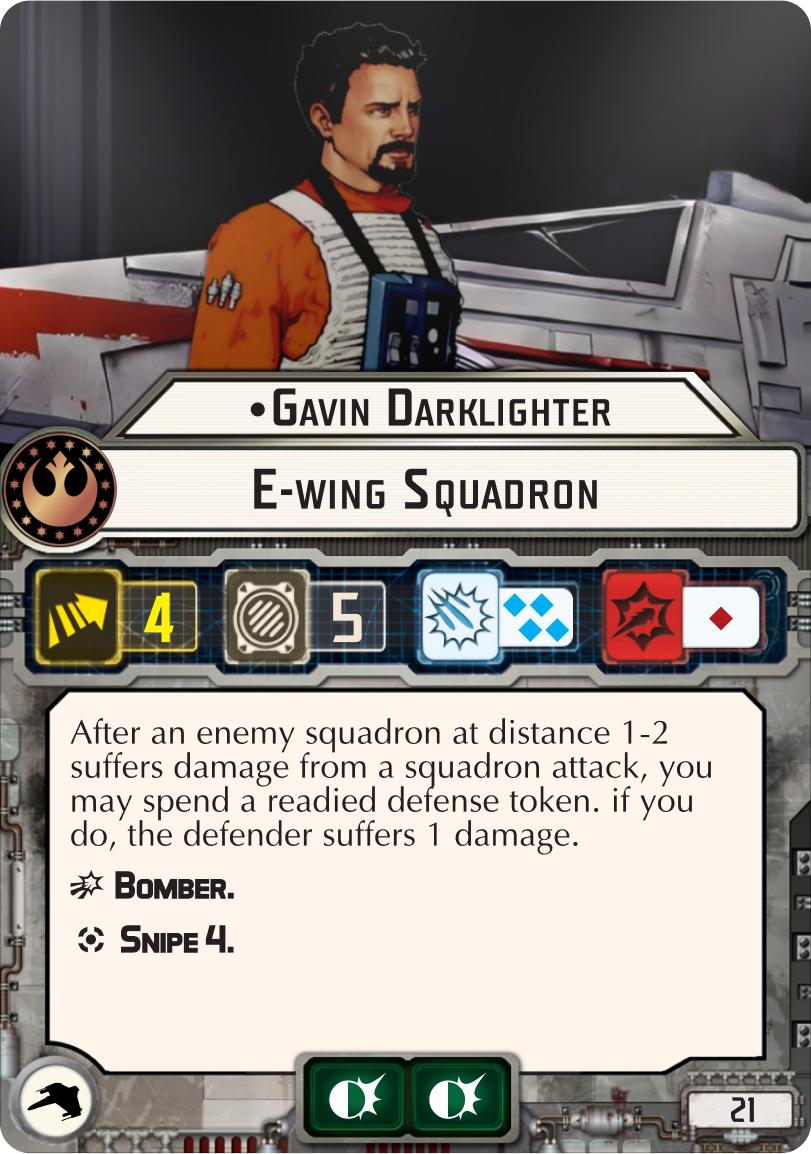 •Gavin Darklighter
E-wing Squadron
4 5
After an enemy squadron at distance 1-2
suffers damage from a squadron attack, you
may spend a readied defense token. if you
do, the defender suffers 1 damage.
Bomber.
Snipe 4.
21